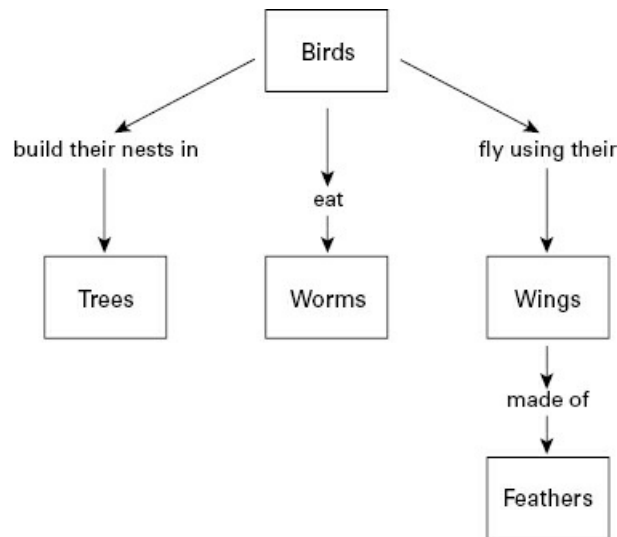 Birds
build their nests in
fly using their
eat
Trees
Worms
Wings
made of
Feathers